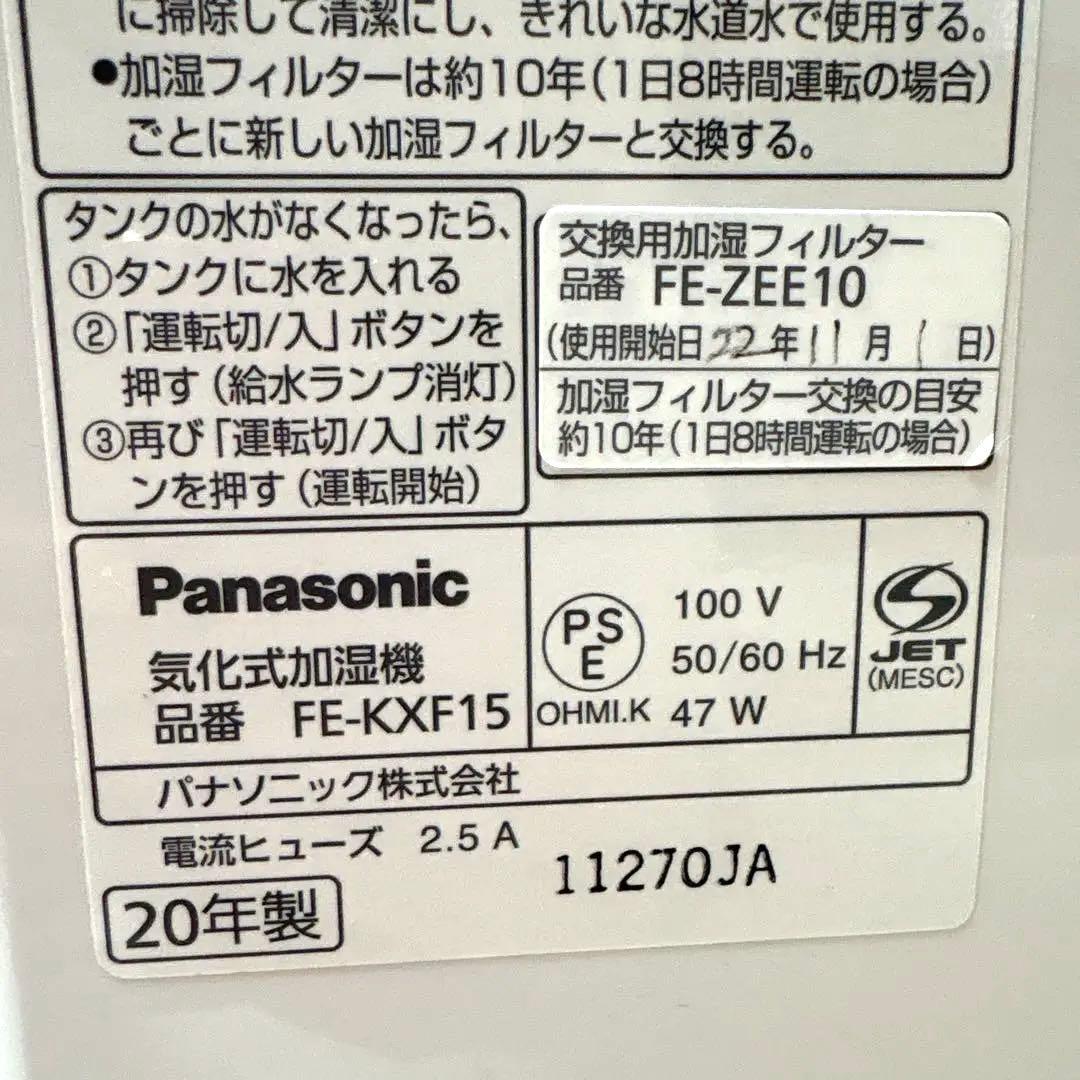 に掃除して清潔にし、きれいな水道水で使用する。
●加湿フィルターは約10年(1日8時間運転の場合)
ごとに新しい加湿フィルターと交換する。
タンクの水がなくなったら、
①タンクに水を入れる
②「運転切/入」ボタンを
押す(給水ランプ消灯)
③再び「運転切/入」ボタ
ンを押す(運転開始)
交換用加湿フィルター
品番 FE-ZEE10
(使用開始日22年11月1日)
加湿フィルター交換の目安
約10年(1日8時間運転の場合)
Panasonic
気化式加湿機
品番 FE-KXF15
PS
E
OHMI.K
100 V
50/60 Hz
47 W
JET
(MESC)
パナソニック株式会社
電流ヒューズ 2.5 A
11270JA
20年製